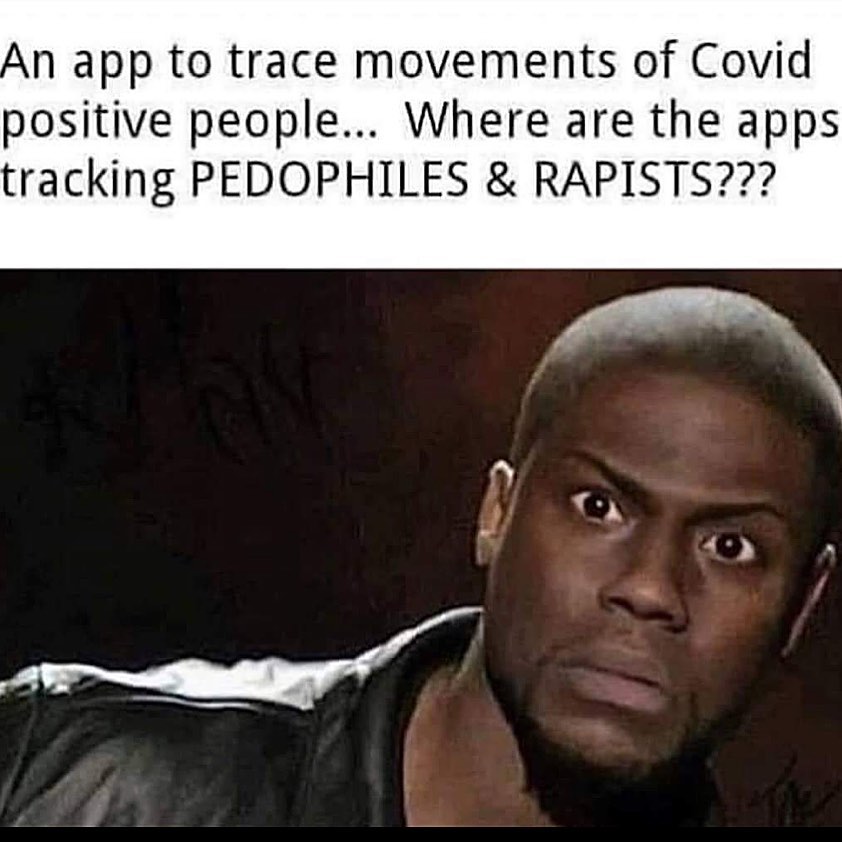 An app to trace movements of Covid
positive people... Where are the apps
tracking PEDOPHILES & RAPISTS???